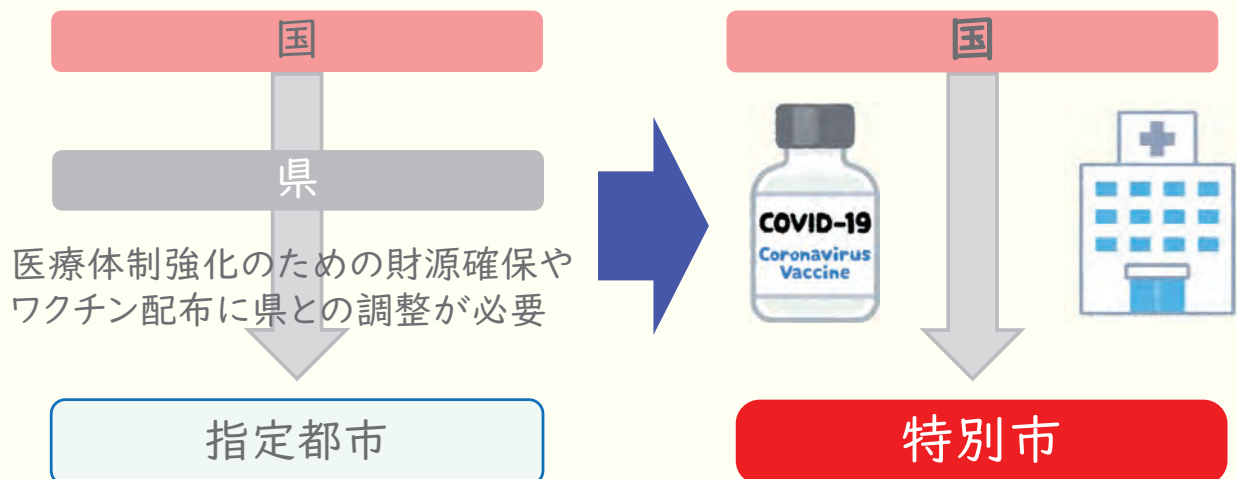 国
県
医療体制強化のための財源確保や
ワクチン配布に県との調整が必要
指定都市
国
COVID-19
Coronavirus
Vaccine
特別市